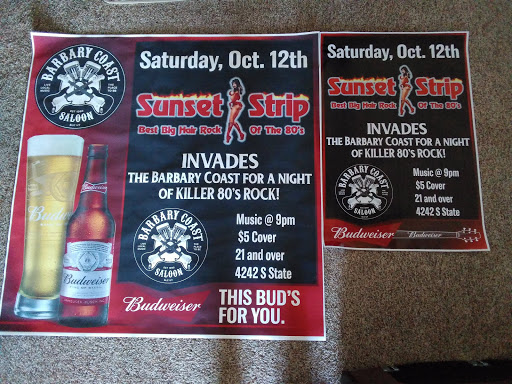 BARBARY COAST
SALOON
Saturday, Oct. 12th
Sunset Strip
Best Big Hair Rock Of The 80's
INVADES
THE BARBARY COAST FOR A NIGHT
OF KILLER 80'S ROCK!
BARBARY COAST
SALOON
Music @ 9pm
$5 Cover
21 and over
4242 S State
Budweiser
Budweiser
Budweiser
THIS BUD'S
FOR YOU.
Saturday, Oct. 12th
Sunset Strip
Best Big Hair Rock Of The 80's
INVADES
THE BARBARY COAST FOR A NIGHT
OF KILLER 80'S ROCK!
BARBARY COAST
SALOON
Music @ 9pm
$5 Cover
21 and over
4242 S State
Budweiser
Budweiser